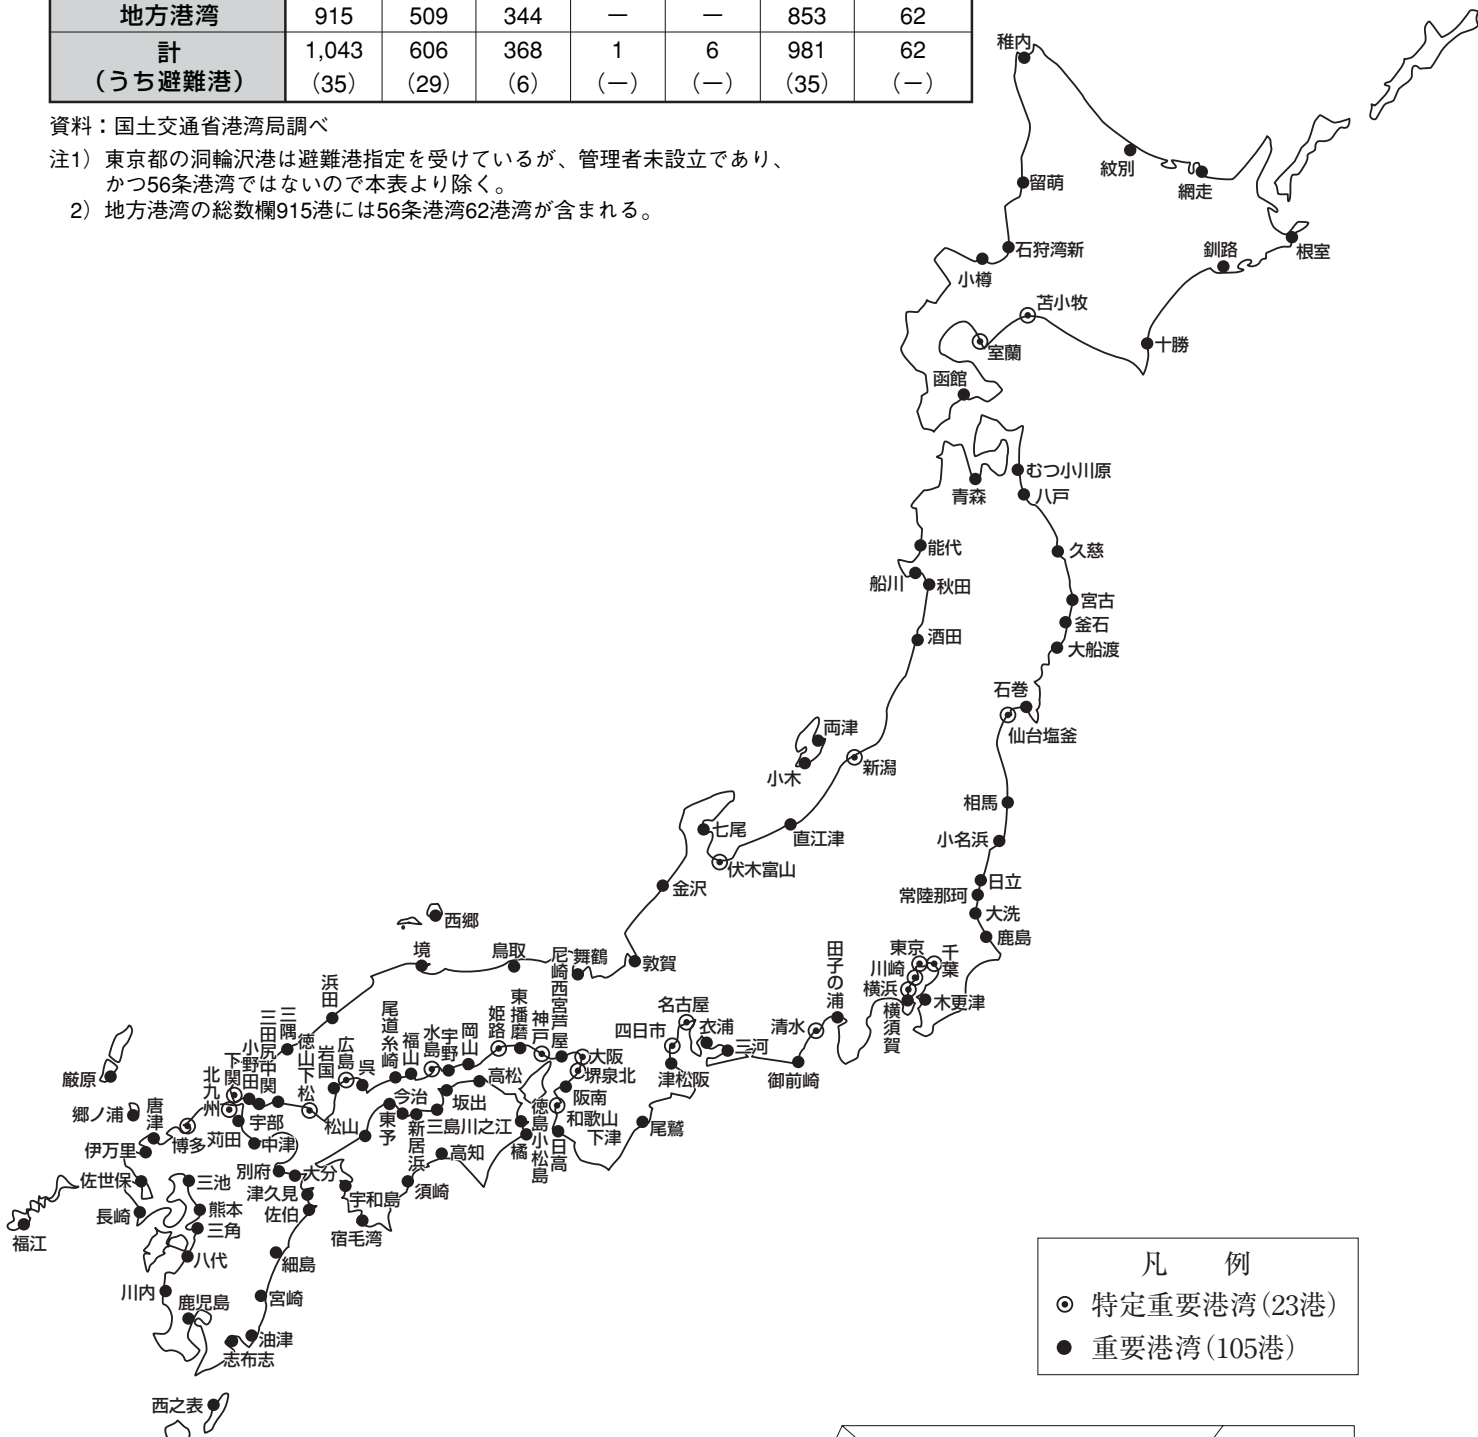 地方港湾 915 509 344 － － 853 62
計 1,043 606 368 1 6 981 62
（うち避難港） （35） （29） （6） （－） （－） （35） （－）
資料：国土交通省港湾局調べ
注1）東京都の洞輪沢港は避難港指定を受けているが、管理者未設立であり、
かつ56条港湾ではないので本表より除く。
2）地方港湾の総数欄915港には56条港湾62港湾が含まれる。
稚内
紋別
網走
留萌
石狩湾新
小樽
釧路
根室
苫小牧
室蘭
十勝
函館
むつ小川原
青森
八戸
能代
久慈
船川
秋田
宮古
釜石
酒田
大船渡
石巻
仙台塩釜
両津
小木
新潟
相馬
七尾
直江津
小名浜
伏木富山
金沢
日立
常陸那珂
大洗
鹿島
西郷
境
鳥取
尼崎西宮芦屋
舞鶴
敦賀
田子の浦
東京
千葉
川崎
横浜
横須賀
木更津
浜田
三隅
三田尻中関
小野田
下関
北九州
徳山下松
岩国
広島
呉
尾道糸崎
福山
水島
宇野
岡山
姫路
東播磨
神戸
大阪
堺泉北
阪南
和歌山
下津
日高
名古屋
四日市
衣浦
三河
津松阪
清水
御前崎
尾鷲
厳原
郷ノ浦
唐津
伊万里
博多
苅田
宇部
中津
松山
今治
東予
新居浜
三島川之江
坂出
高松
徳島小松島
橘
高知
須崎
宇和島
宿毛湾
別府
大分
津久見
佐伯
佐世保
長崎
福江
三池
熊本
三角
八代
細島
川内
鹿児島
宮崎
油津
志布志
西之表
凡　例
特定重要港湾（23港）
重要港湾（105港）